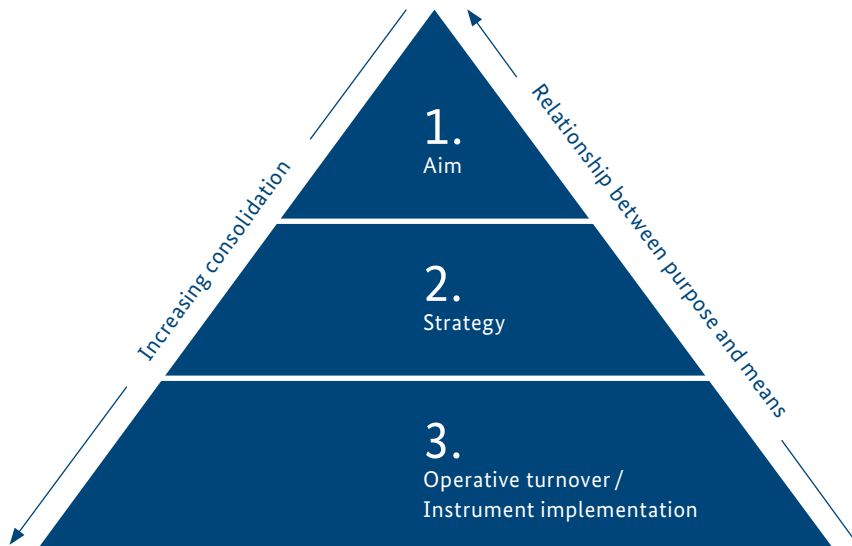 1.
Aim
2.
Strategy
3.
Operative turnover /
Instrument implementation
Increasing consolidation
Relationship between purpose and means